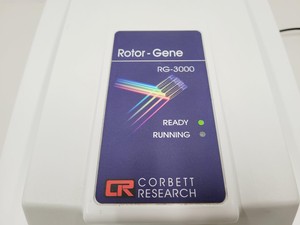 Rotor-Gene
RG-3000
READY
RUNNING
CR CORBETT
RESEARCH